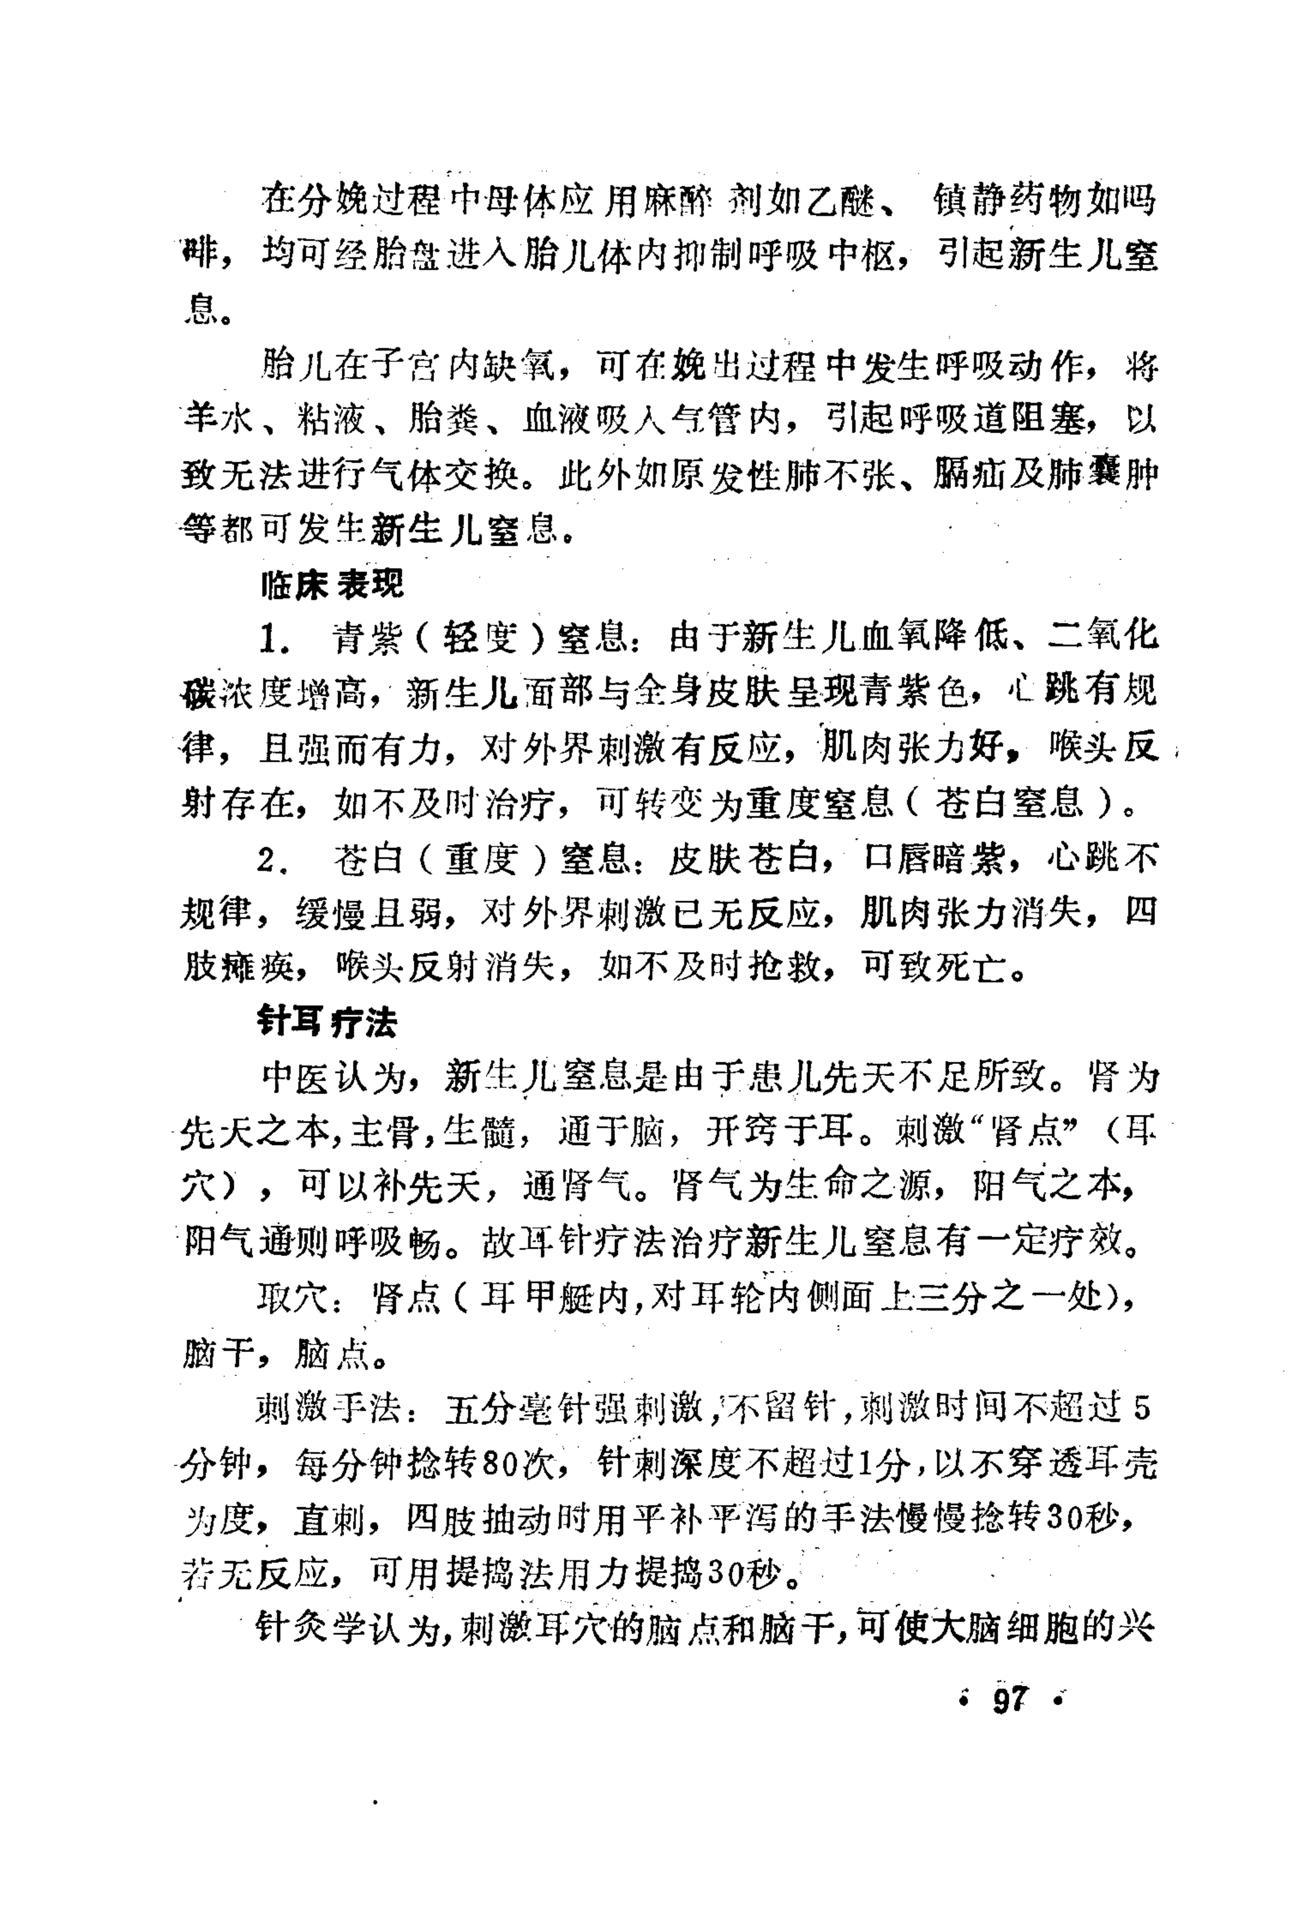 在分娩过程中母体应用麻醉剂如乙醚、镇静药物如吗
啡，均可经胎盘进入胎儿体内抑制呼吸中枢，引起新生儿窒
息。
胎儿在子宫内缺氧，可在娩出过程中发生呼吸动作，将
羊水、粘液、胎粪、血液吸入气管内，引起呼吸道阻塞，以
致无法进行气体交换。此外如原发性肺不张、膈疝及肺囊肿
等都可发生新生儿窒息。
临床表现
1. 青紫（轻度）窒息：由于新生儿血氧降低、二氧化
碳浓度增高，新生儿面部与全身皮肤呈现青紫色，心跳有规
律，且强而有力，对外界刺激有反应，肌肉张力好，喉头反
射存在，如不及时治疗，可转变为重度窒息（苍白窒息）。
2. 苍白（重度）窒息：皮肤苍白，口唇暗紫，心跳不
规律，缓慢且弱，对外界刺激已无反应，肌肉张力消失，四
肢瘫痪，喉头反射消失，如不及时抢救，可致死亡。
针耳疗法
中医认为，新生儿窒息是由于患儿先天不足所致。肾为
先天之本，主骨，生髓，通于脑，开窍于耳。刺激“肾点”（耳
穴），可以补先天，通肾气。肾气为生命之源，阳气之本，
阳气通则呼吸畅。故耳针疗法治疗新生儿窒息有一定疗效。
取穴：肾点（耳甲艇内，对耳轮内侧面上三分之一处），
脑干，脑点。
刺激手法：五分毫针强刺激，不留针，刺激时间不超过5
分钟，每分钟捻转80次，针刺深度不超过1分，以不穿透耳壳
为度，直刺，四肢抽动时用平补平泻的手法慢慢捻转30秒，
若无反应，可用提捣法用力提捣30秒。
针灸学认为，刺激耳穴的脑点和脑干，可使大脑细胞的兴
• 97 •